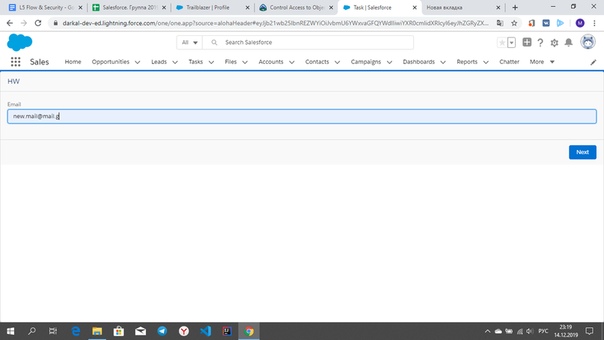 L5 Flow & Security - Go
Salesforce. Группа 201
Trailblazer | Profile
Control Access to Obje
Task | Salesforce
Новая вкладка
darkal-dev-ed.lightning.force.com/one/one.app?source=alohaHeader#
All
Search Salesforce
Sales
Home
Opportunities
Leads
Tasks
Files
Accounts
Contacts
Campaigns
Dashboards
Reports
Chatter
More
HW
Email
new.mail@mail.g
Next
РУС
23:19
14.12.2019